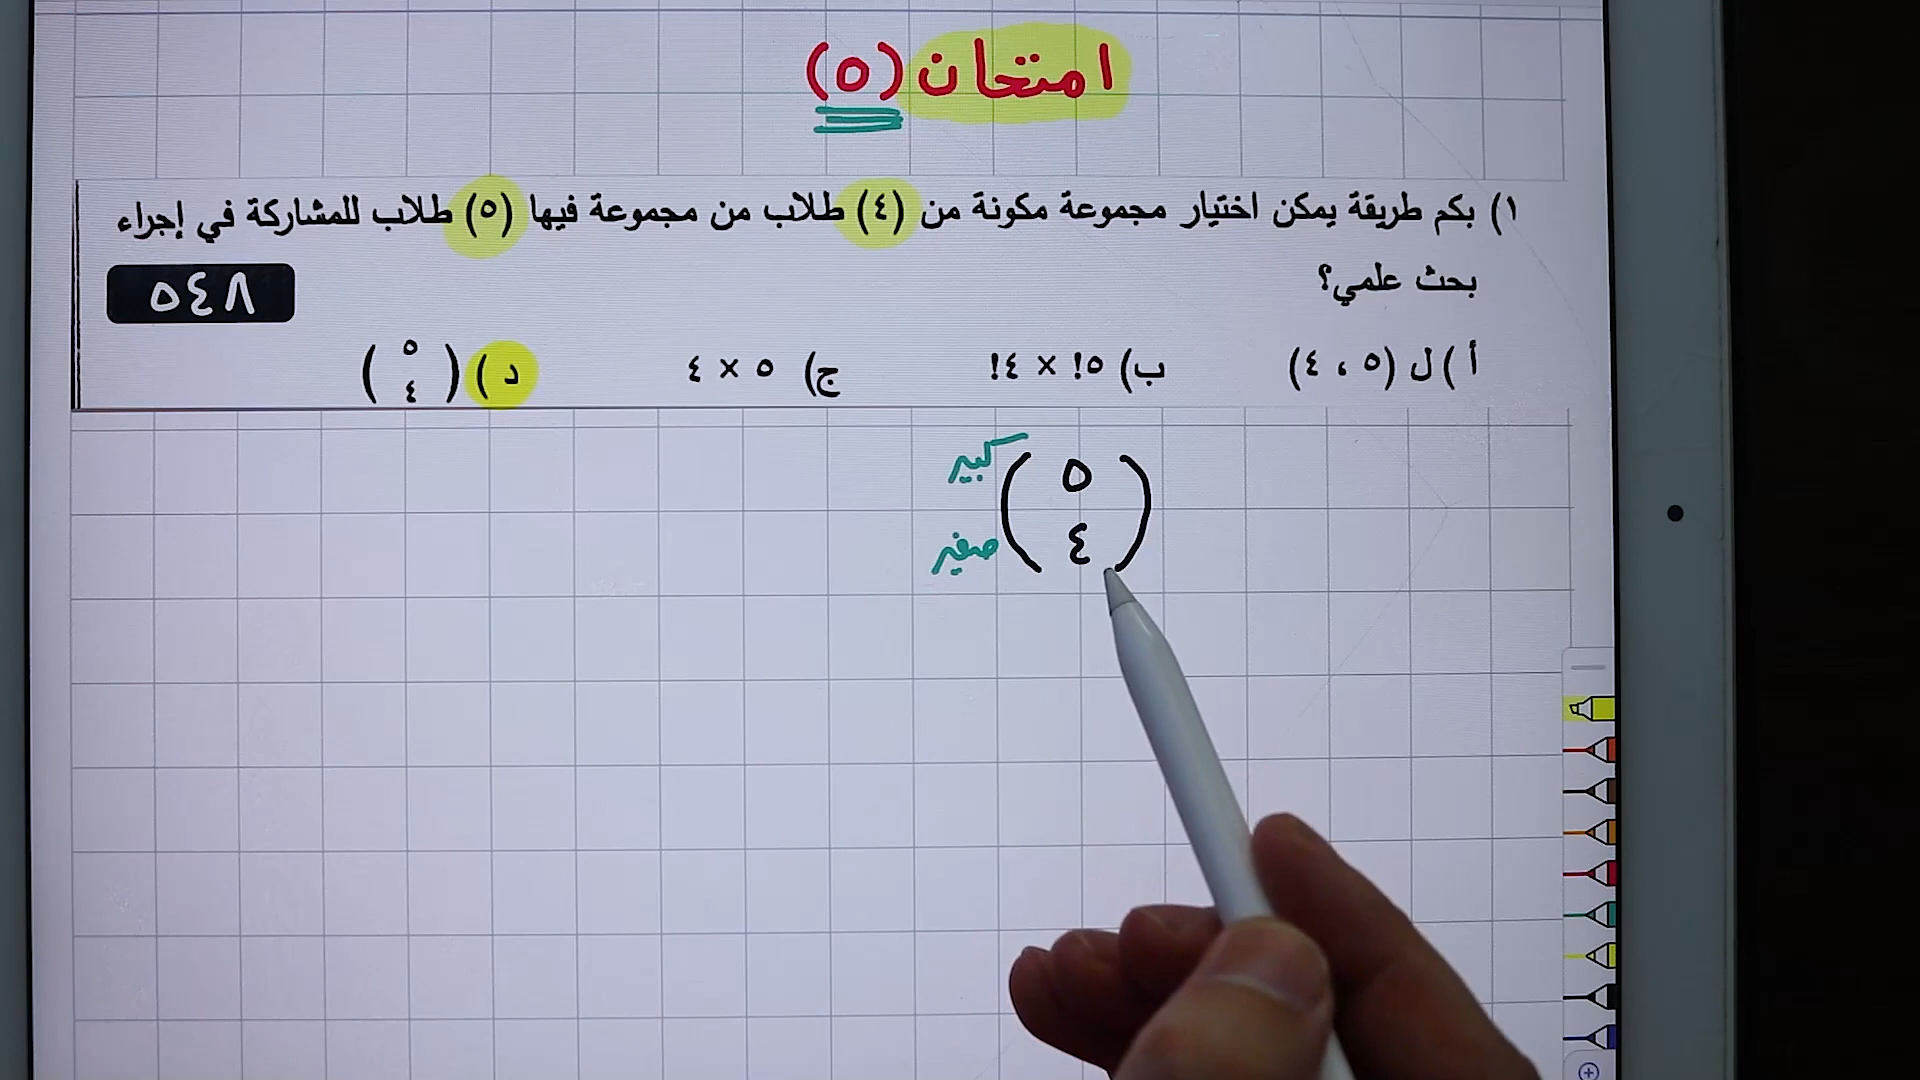 امتحان (٥)
١) بكم طريقة يمكن اختيار مجموعة مكونة من (٤) طلاب من مجموعة فيها (٥) طلاب للمشاركة في إجراء
بحث علمي؟
٥٤٨
أ ) ل (٥ ، ٤) ب) ٥! × ٤! ج) ٥ × ٤ د ) (٥
٤)
كبير (٥
صغير ٤)